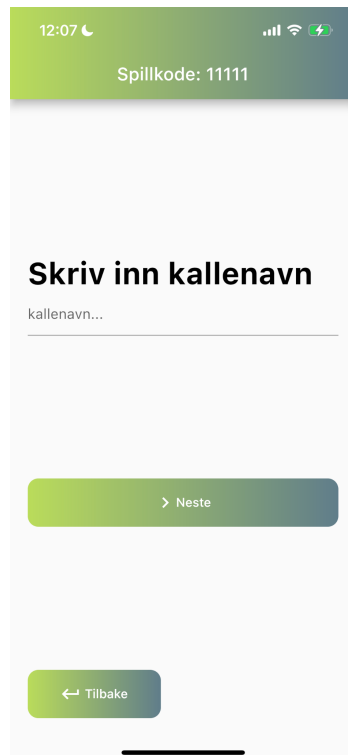 12:07
Spillkode: 11111
Skriv inn kallenavn
kallenavn...
Neste
Tilbake